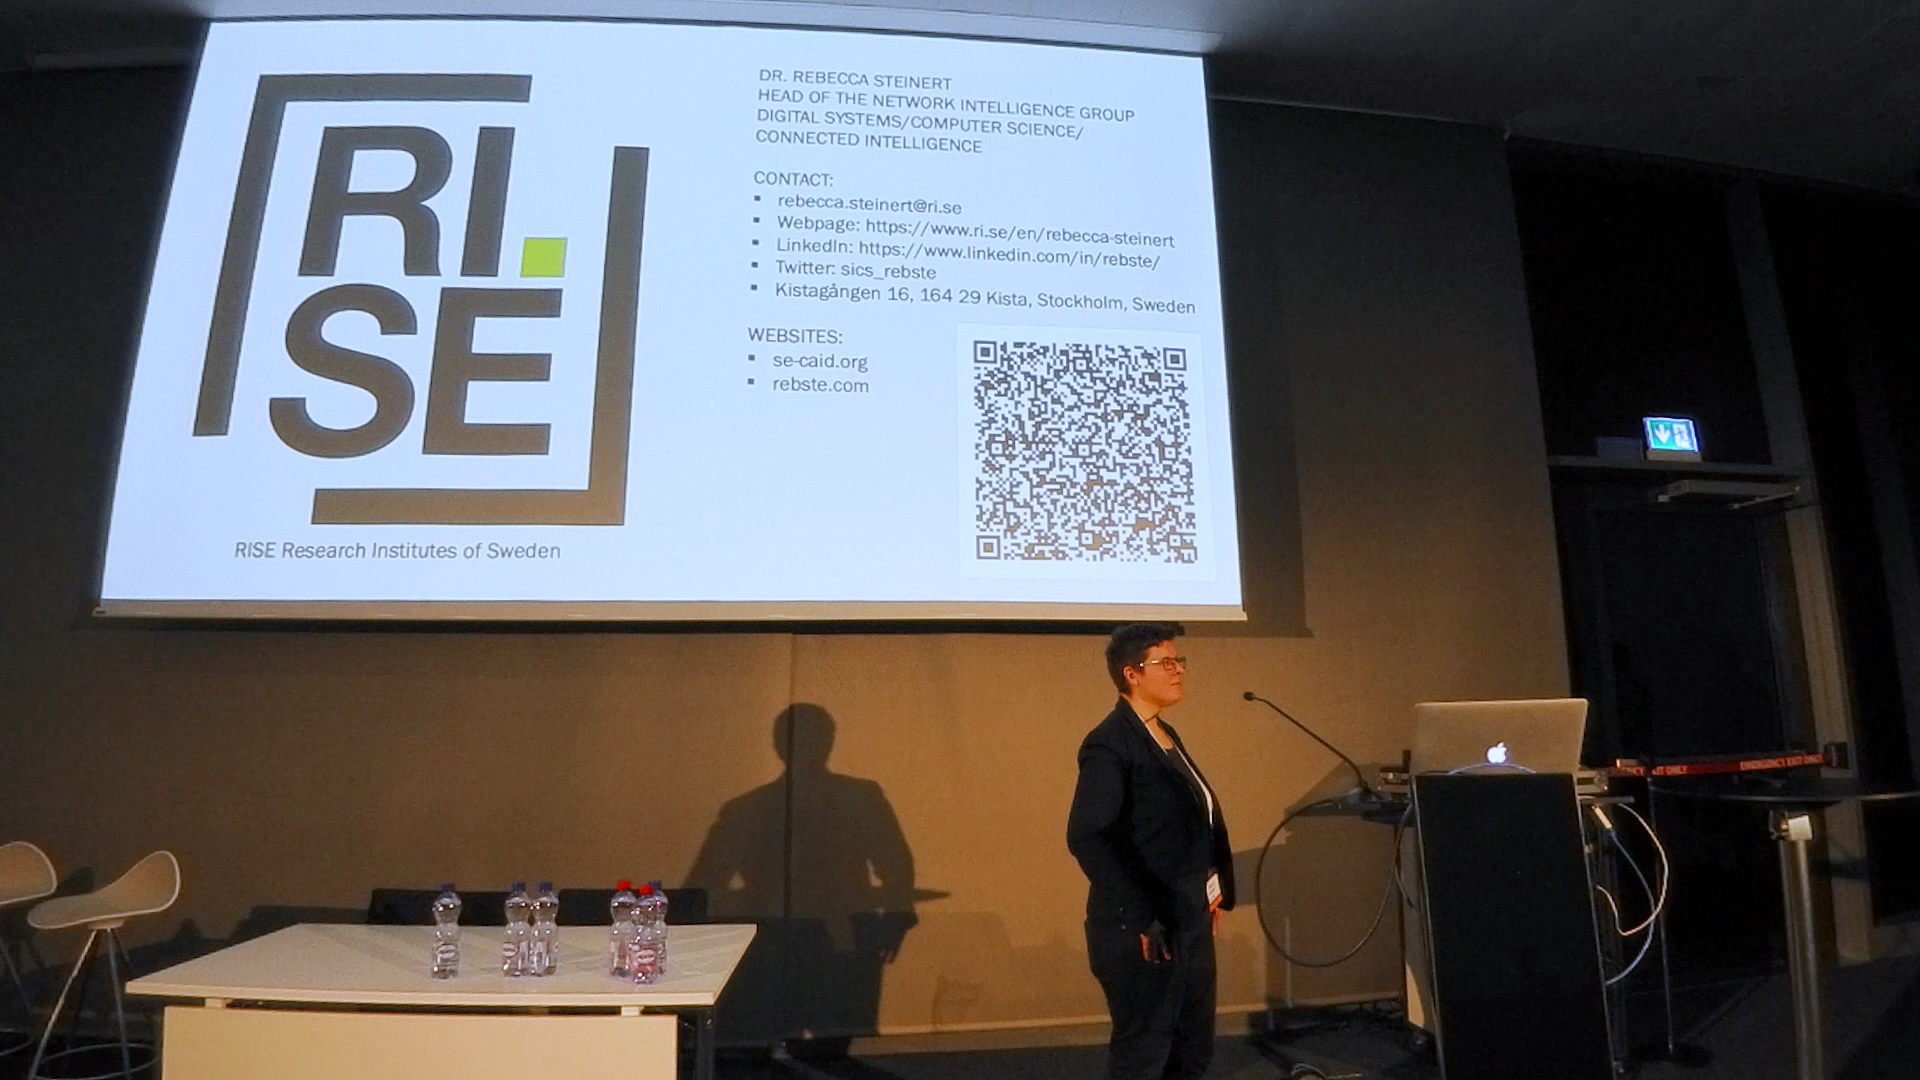 RI.
SE
RISE Research Institutes of Sweden
DR. REBECCA STEINERT
HEAD OF THE NETWORK INTELLIGENCE GROUP
DIGITAL SYSTEMS/COMPUTER SCIENCE/
CONNECTED INTELLIGENCE
CONTACT:
▪ rebecca.steinert@ri.se
▪ Webpage: https://www.ri.se/en/rebecca-steinert
▪ LinkedIn: https://www.linkedin.com/in/rebste/
▪ Twitter: sics_rebste
▪ Kistagången 16, 164 29 Kista, Stockholm, Sweden
WEBSITES:
▪ se-caid.org
▪ rebste.com
EMERGENCY EXIT ONLY